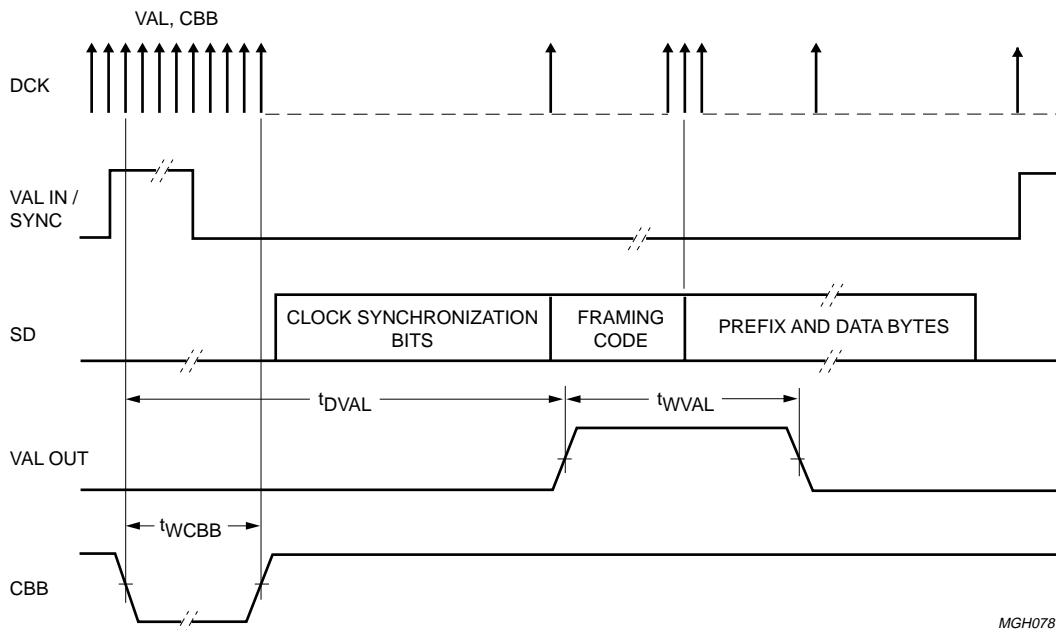 VAL, CBB
DCK
VAL IN /
SYNC
SD
CLOCK SYNCHRONIZATION
BITS
FRAMING
CODE
PREFIX AND DATA BYTES
tDVAL
tWVAL
VAL OUT
tWCBB
CBB
MGH078